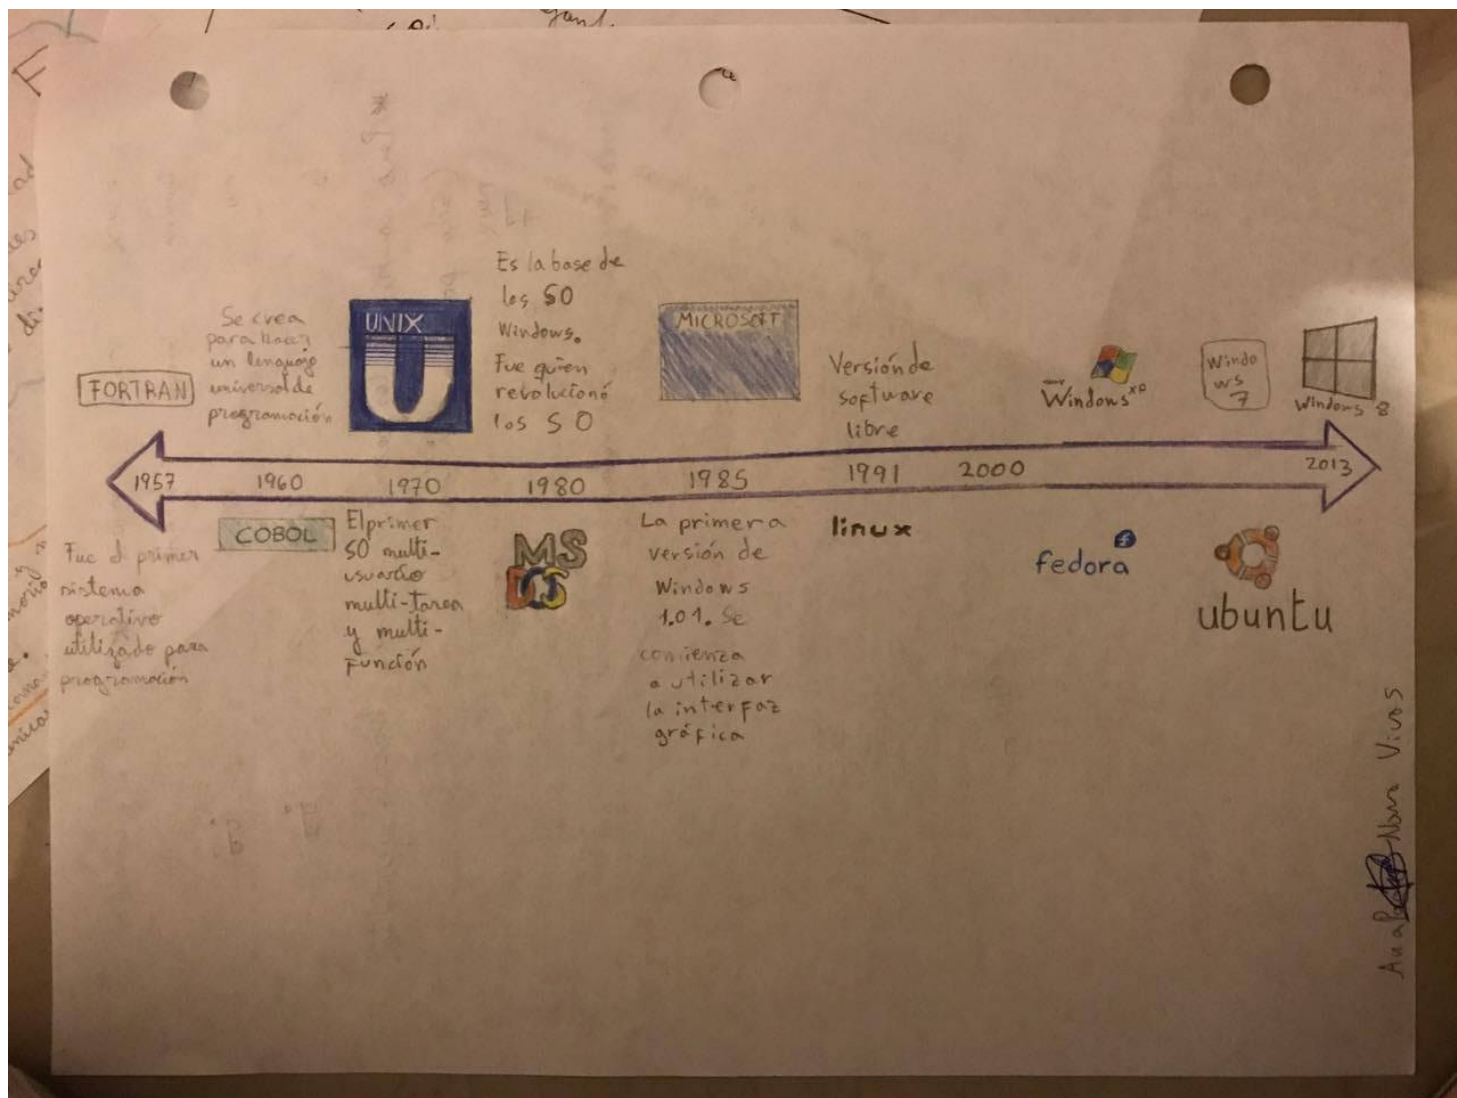 FORTRAN
1957
Fue el primer
sistema
operativo
utilizado para
programación
Se crea
para hacer
un lenguaje
universal de
programación
1960
COBOL
UNIX
U
1970
El primer
SO multi-
usuario
multi-tarea
y multi-
función
Es la base de
los SO
Windows.
Fue quien
revolucionó
los SO
1980
MS
DOS
MICROSOFT
1985
La primera
versión de
Windows
1.01. Se
comienza
a utilizar
la interfaz
gráfica
Versión de
software
libre
1991
linux
2000
Windows xp
fedora
Windo
ws
7
ubuntu
Windows 8
2013
Ana Nava Vivas